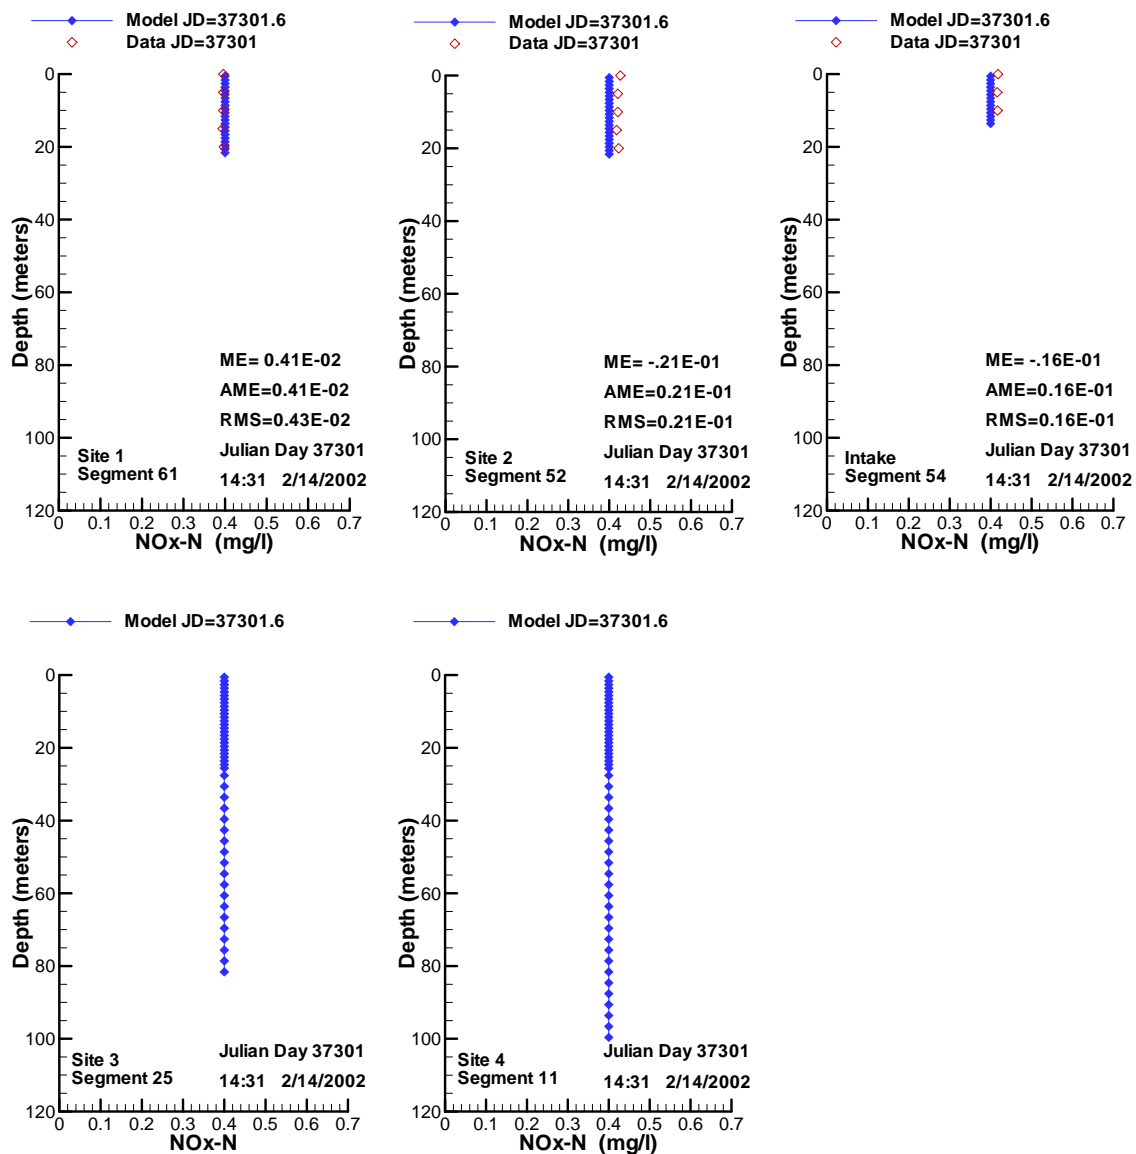 Model JD=37301.6
Data JD=37301
0
20
40
60
80
100
120
Depth (meters)
ME= 0.41E-02
AME=0.41E-02
RMS=0.43E-02
Julian Day 37301
14:31 2/14/2002
Site 1
Segment 61
0 0.1 0.2 0.3 0.4 0.5 0.6 0.7
NOx-N (mg/l)
Model JD=37301.6
Data JD=37301
0
20
40
60
80
100
120
Depth (meters)
ME= -.21E-01
AME=0.21E-01
RMS=0.21E-01
Julian Day 37301
14:31 2/14/2002
Site 2
Segment 52
0 0.1 0.2 0.3 0.4 0.5 0.6 0.7
NOx-N (mg/l)
Model JD=37301.6
Data JD=37301
0
20
40
60
80
100
120
Depth (meters)
ME= -.16E-01
AME=0.16E-01
RMS=0.16E-01
Julian Day 37301
14:31 2/14/2002
Intake
Segment 54
0 0.1 0.2 0.3 0.4 0.5 0.6 0.7
NOx-N (mg/l)
Model JD=37301.6
0
20
40
60
80
100
120
Depth (meters)
Julian Day 37301
14:31 2/14/2002
Site 3
Segment 25
0 0.1 0.2 0.3 0.4 0.5 0.6 0.7
NOx-N
Model JD=37301.6
0
20
40
60
80
100
120
Depth (meters)
Julian Day 37301
14:31 2/14/2002
Site 4
Segment 11
0 0.1 0.2 0.3 0.4 0.5 0.6 0.7
NOx-N (mg/l)